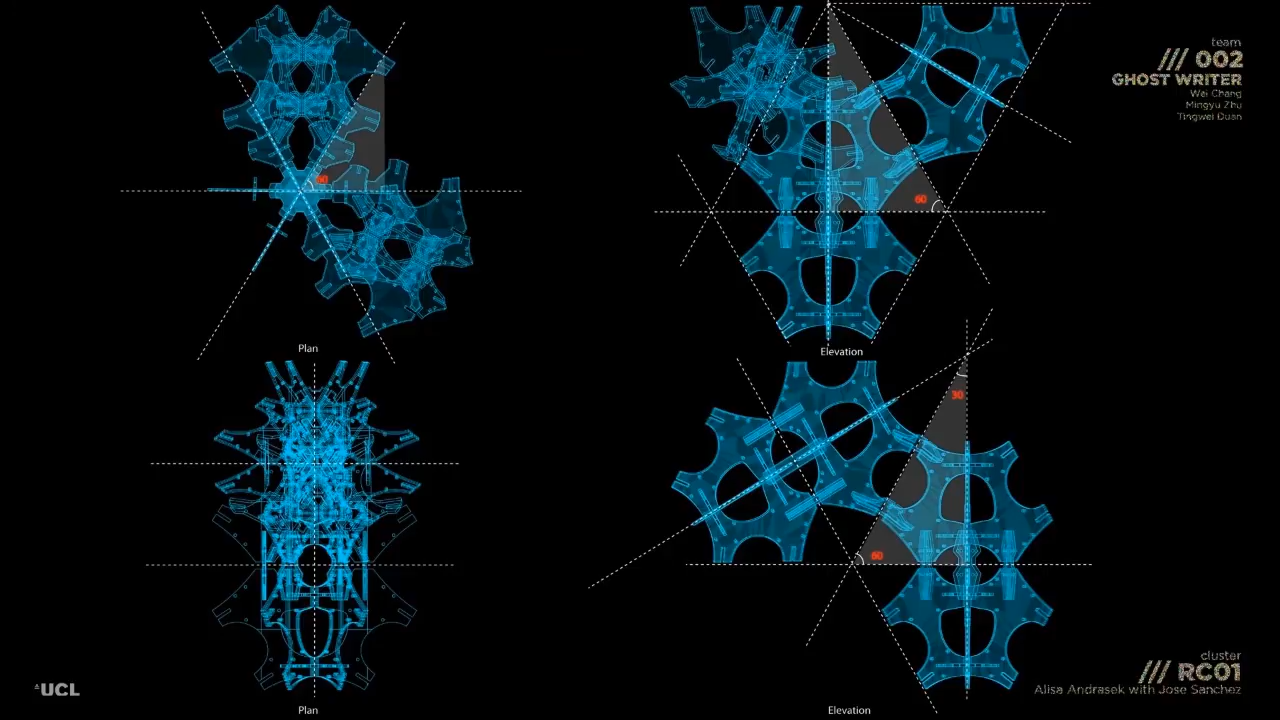 team
/// 002
GHOST WRITER
Wei Chang
Mingyu Zhu
Tingwei Duan
60
60
Plan
Elevation
30
60
cluster
/// RC01
Alisa Andrasek with Jose Sanchez
UCL
Plan
Elevation